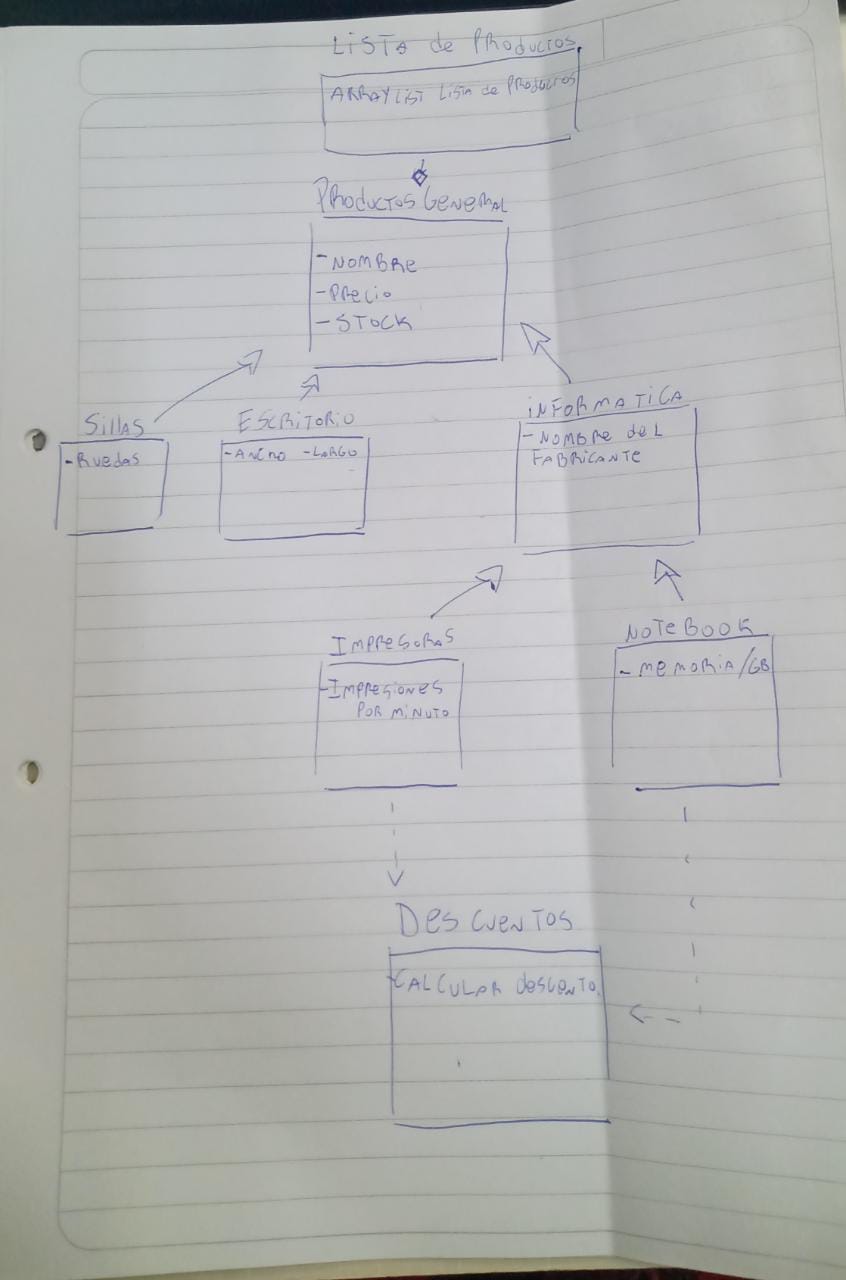 LiSTA de PRODUCTOS
ARRAYLIST Lista de PRODUCTOS
PRODUCTOS GENERAL
- NOMBRE
- PRECIO
- STOCK
SillAS
- Ruedas
ESCRITORIO
- ANCHO - LARGO
iNFORMATICA
- NOMBRE deL
FABRICANTE
IMPRESORAS
- IMPRESIONES
POR MiNUTO
NOTEBOOK
- MEMORIA/GB
DESCUENTOS
- CALCULAR desCENTO